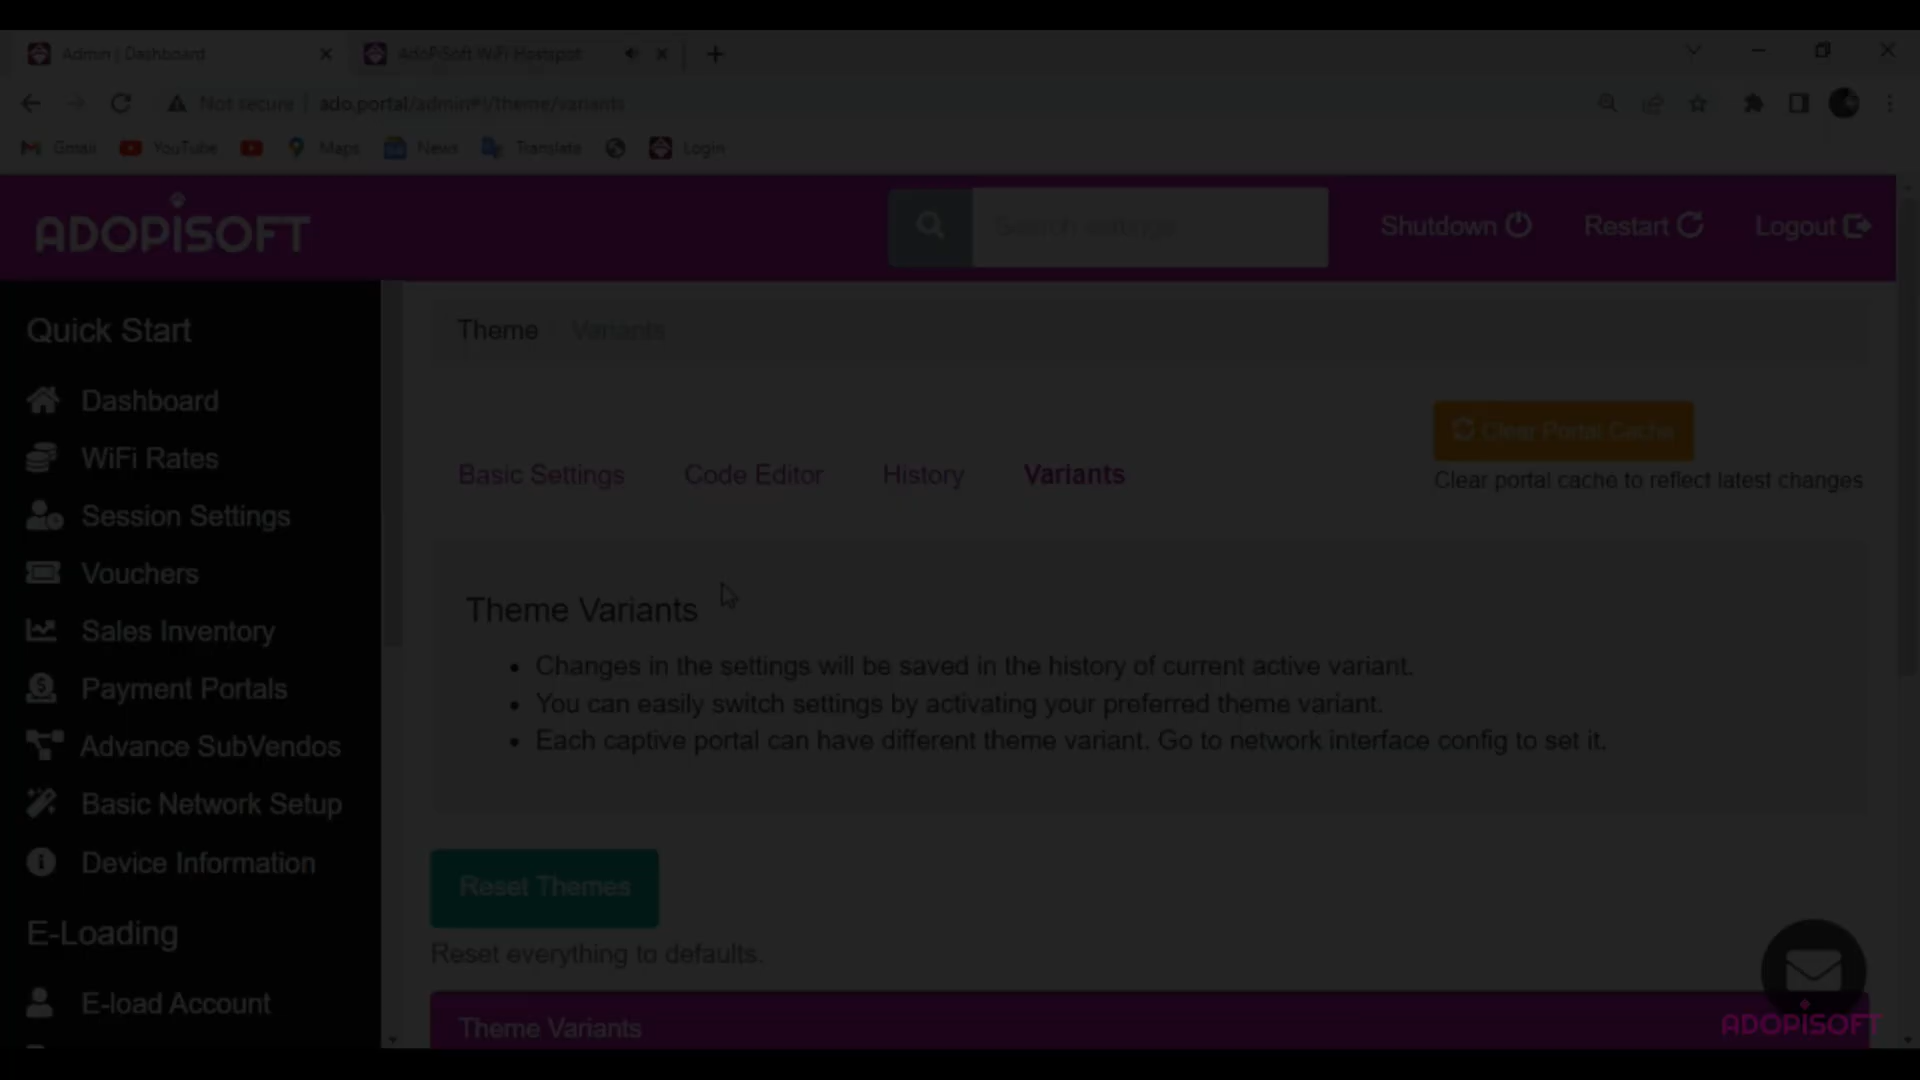 Admin | Dashboard
AdoPiSoft WiFi Hostspot
Not secure
ado.portal/admin#!/theme/variants
Gmail
YouTube
Maps
News
Translate
Login
ADOPiSOFT
Search settings
Shutdown
Restart
Logout
Quick Start
Dashboard
WiFi Rates
Session Settings
Vouchers
Sales Inventory
Payment Portals
Advance SubVendos
Basic Network Setup
Device Information
E-Loading
E-load Account
Theme / Variants
Clear Portal Cache
Clear portal cache to reflect latest changes
Basic Settings
Code Editor
History
Variants
Theme Variants
Changes in the settings will be saved in the history of current active variant.
You can easily switch settings by activating your preferred theme variant.
Each captive portal can have different theme variant. Go to network interface config to set it.
Reset Themes
Reset everything to defaults.
Theme Variants
ADOPiSOFT